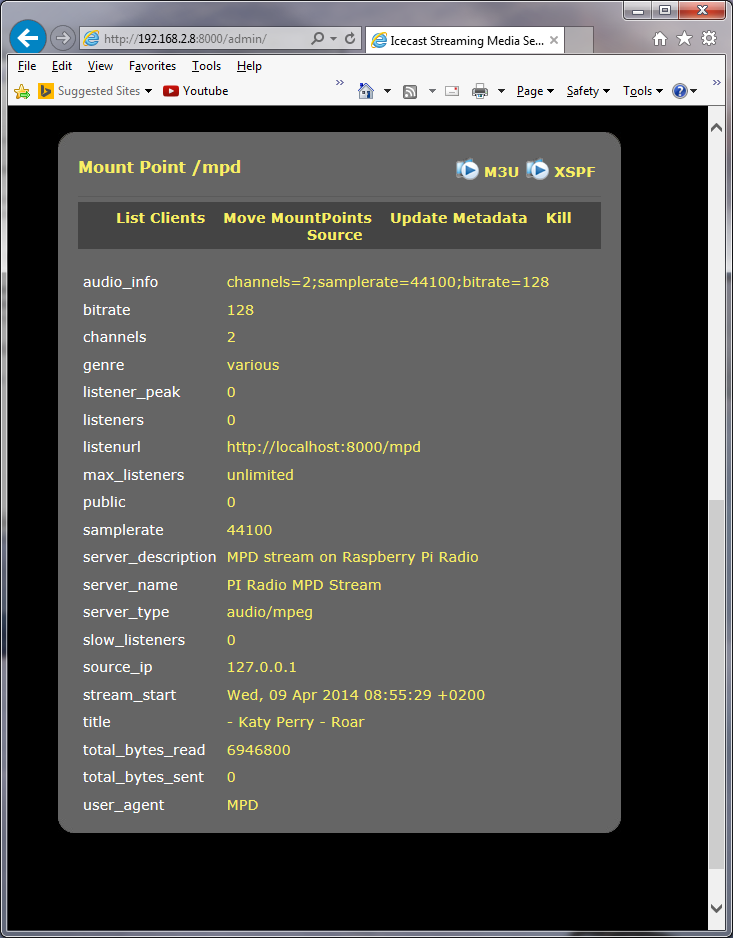 http://192.168.2.8:8000/admin/
Icecast Streaming Media Se...
File Edit View Favorites Tools Help
Suggested Sites Youtube Page Safety Tools
Mount Point /mpd M3U XSPF
List Clients Move MountPoints Update Metadata Kill
Source
audio_info channels=2;samplerate=44100;bitrate=128
bitrate 128
channels 2
genre various
listener_peak 0
listeners 0
listenurl http://localhost:8000/mpd
max_listeners unlimited
public 0
samplerate 44100
server_description MPD stream on Raspberry Pi Radio
server_name PI Radio MPD Stream
server_type audio/mpeg
slow_listeners 0
source_ip 127.0.0.1
stream_start Wed, 09 Apr 2014 08:55:29 +0200
title - Katy Perry - Roar
total_bytes_read 6946800
total_bytes_sent 0
user_agent MPD